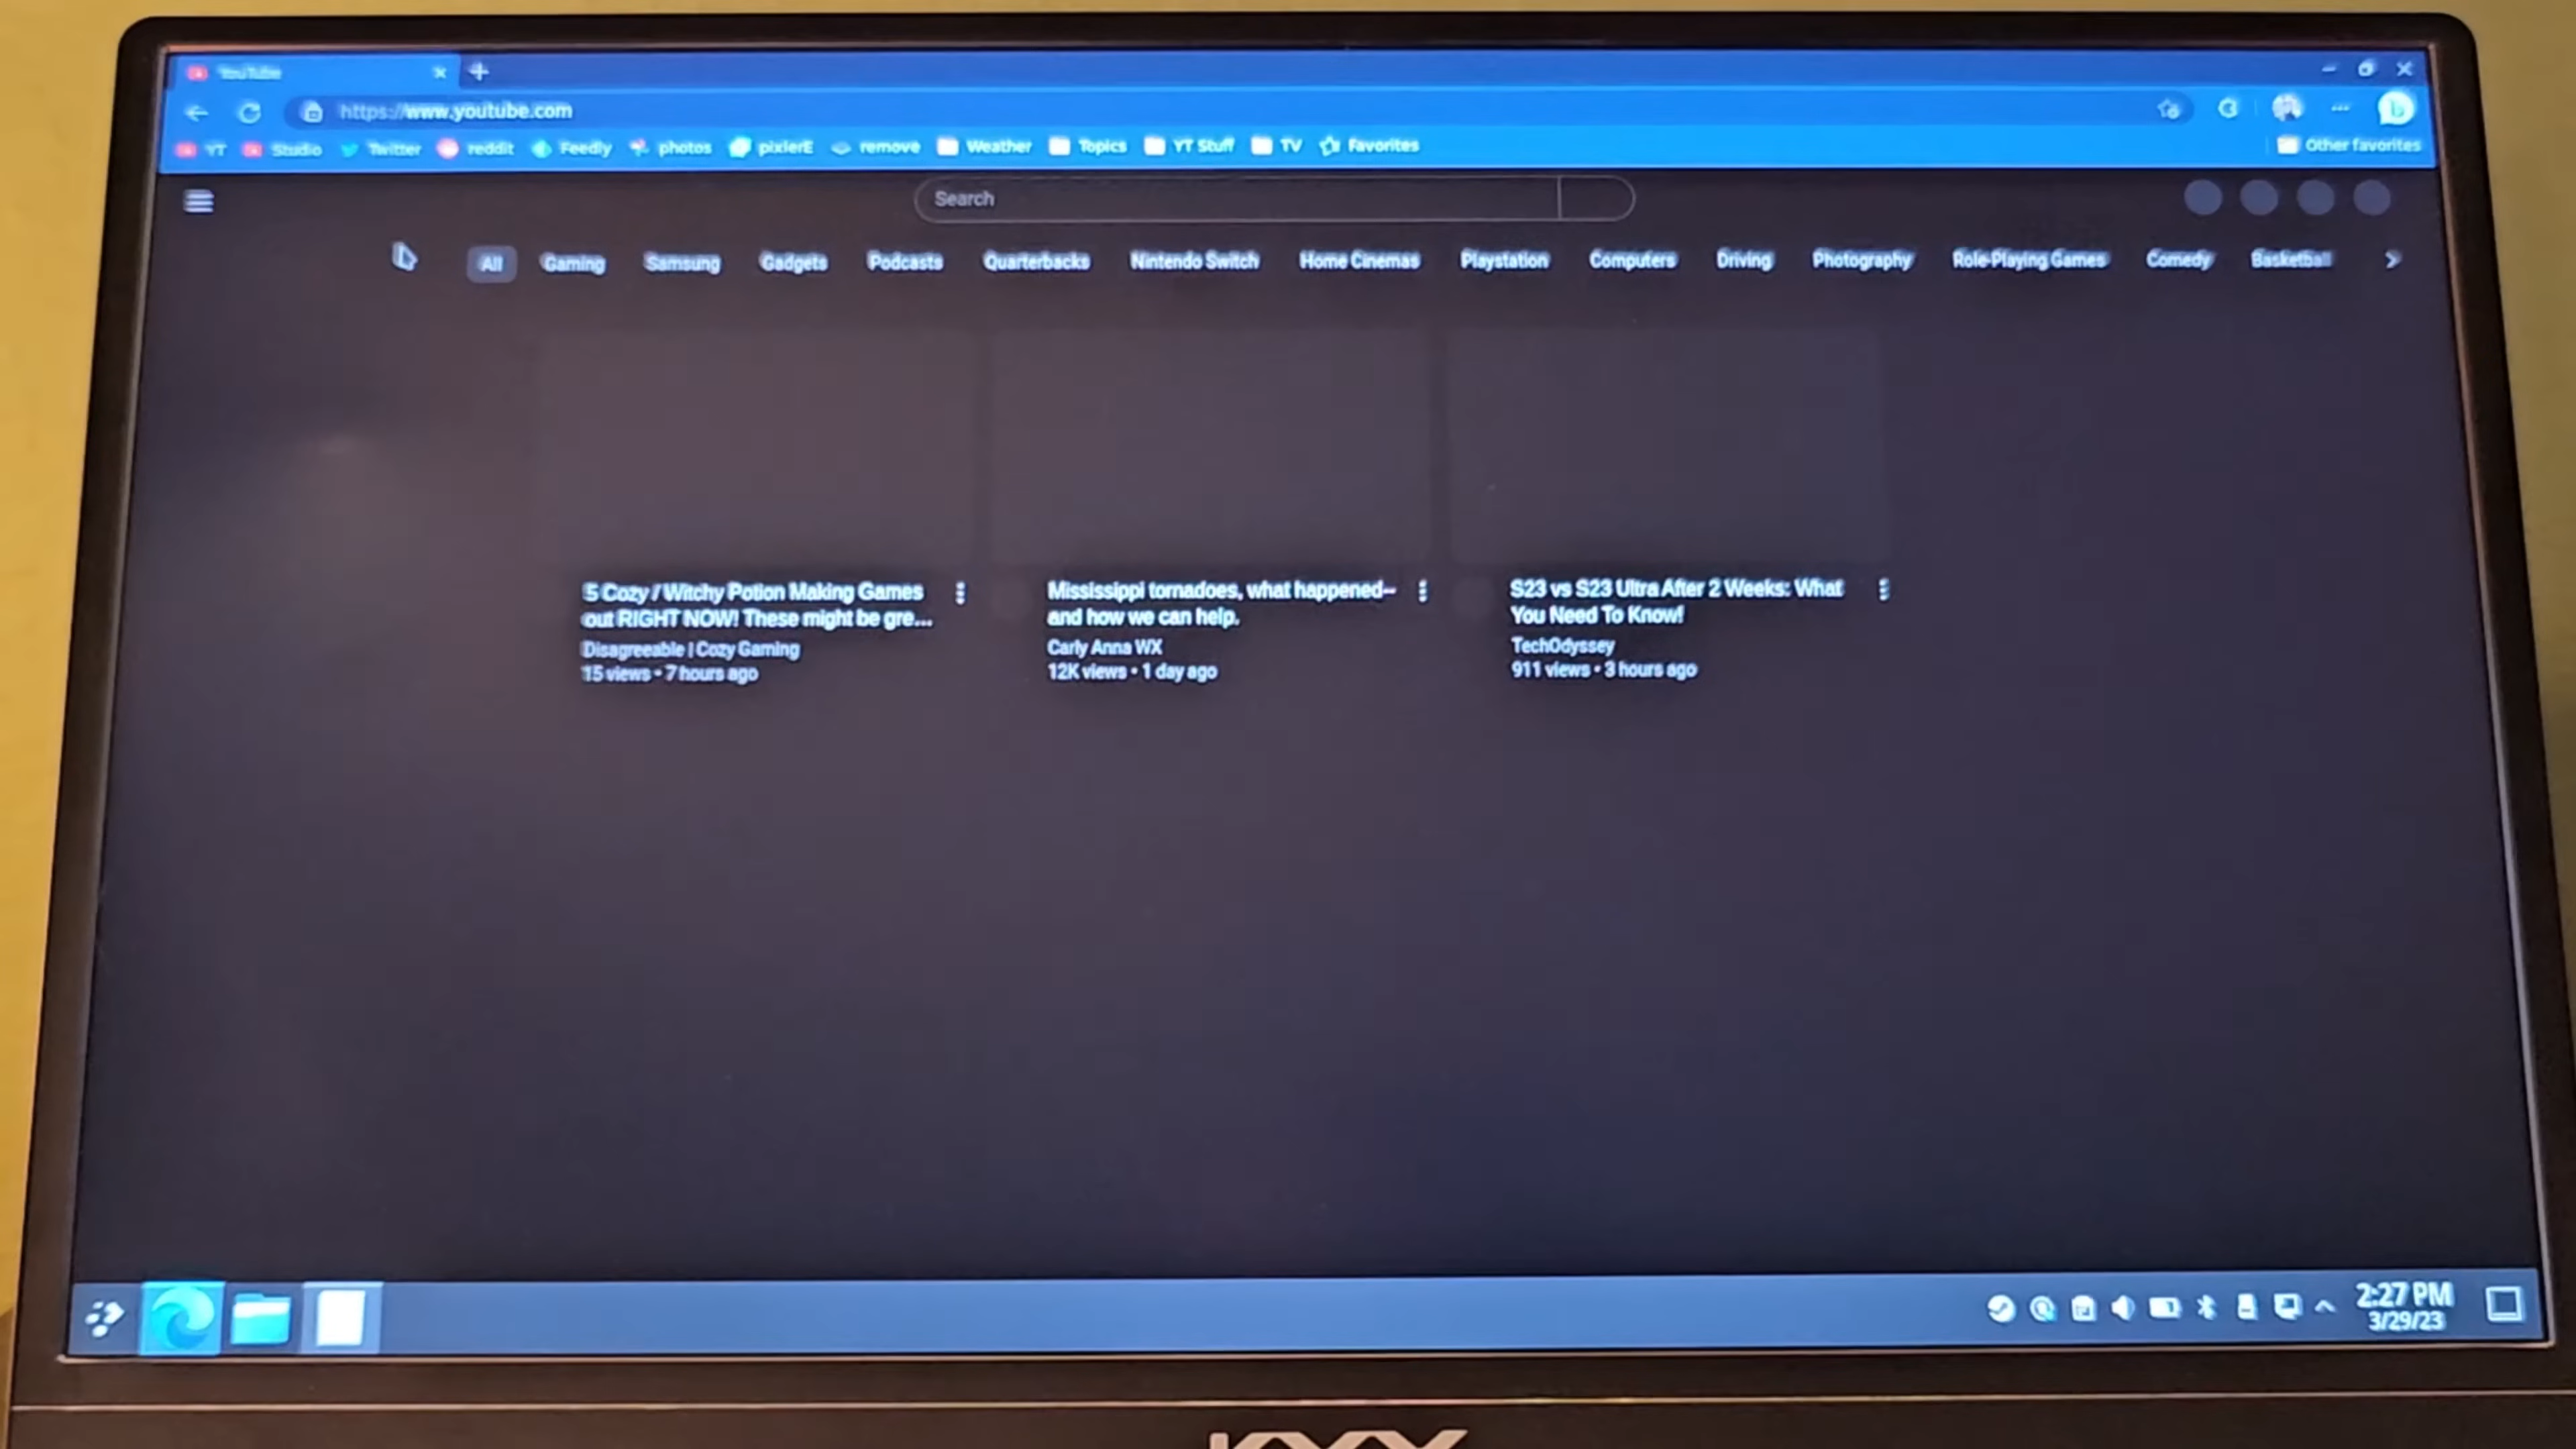 YouTube
https://www.youtube.com
YT Studio Twitter reddit Feedly photos pixlerE remove Weather Topics YT Stuff TV Favorites Other favorites
Search
All Gaming Samsung Gadgets Podcasts Quarterbacks Nintendo Switch Home Cinemas Playstation Computers Driving Photography Role-Playing Games Comedy Basketball
5 Cozy / Witchy Potion Making Games
out RIGHT NOW! These might be gre...
Disagreeable | Cozy Gaming
15 views • 7 hours ago
Mississippi tornadoes, what happened--
and how we can help.
Carly Anna WX
12K views • 1 day ago
S23 vs S23 Ultra After 2 Weeks: What
You Need To Know!
TechOdyssey
911 views • 3 hours ago
2:27 PM
3/29/23